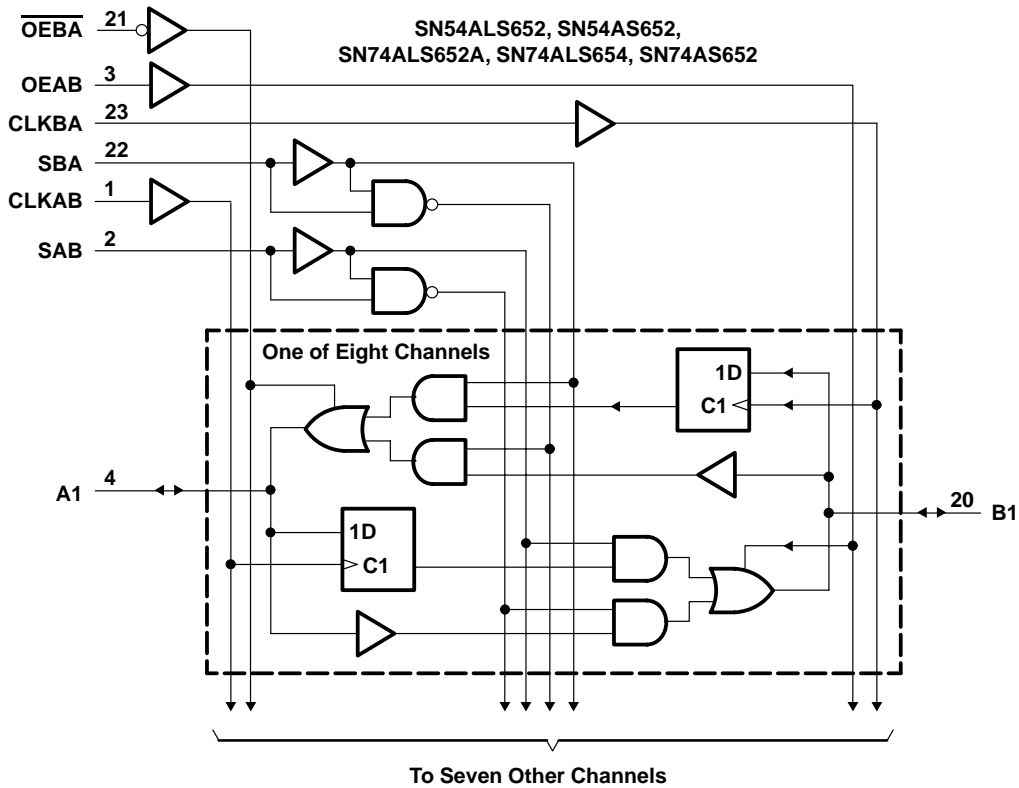 SN54ALS652, SN54AS652,
SN74ALS652A, SN74ALS654, SN74AS652
OEBA 21
OEAB 3
CLKBA 23
SBA 22
CLKAB 1
SAB 2
One of Eight Channels
1D
C1
A1 4
20 B1
1D
C1
To Seven Other Channels